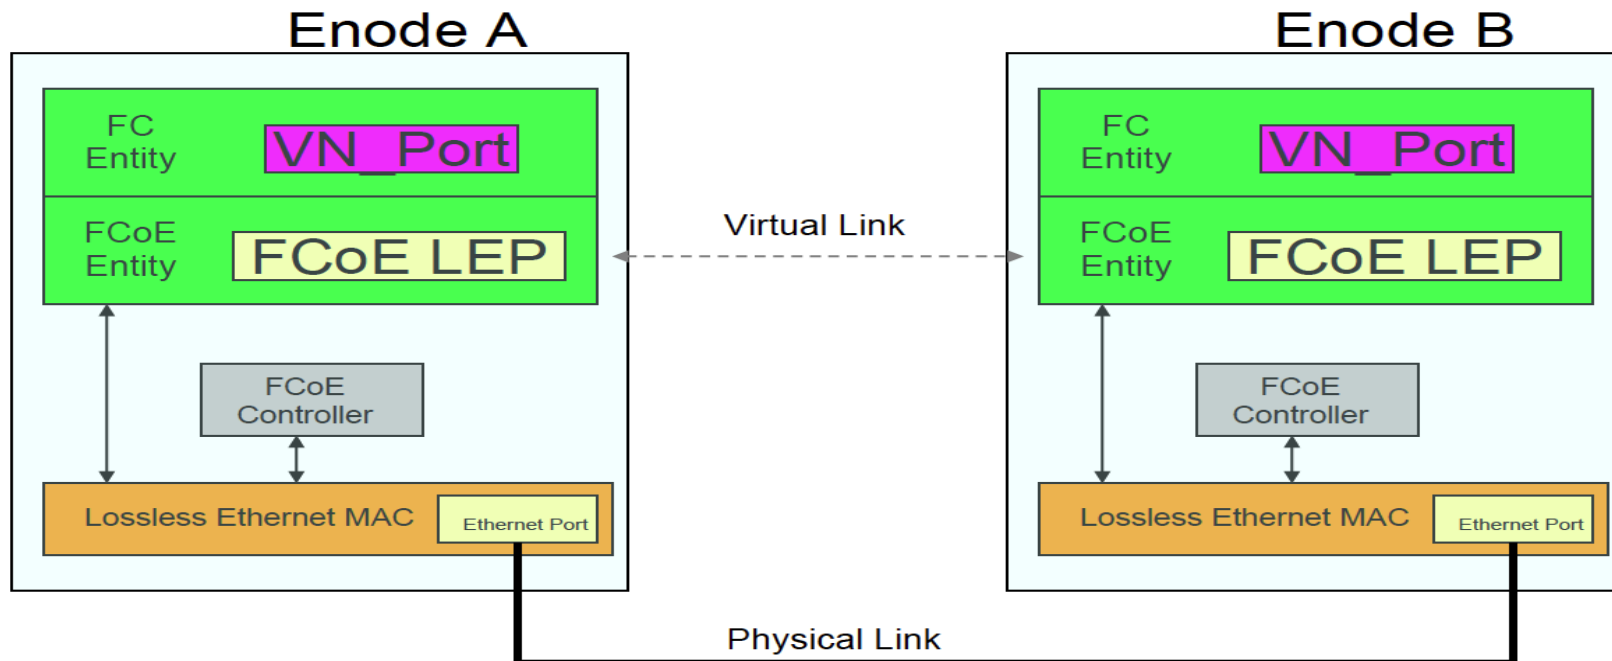 Enode A
Enode B
FC
Entity
VN_Port
FCoE
Entity
FCoE LEP
FCoE
Controller
Lossless Ethernet MAC
Ethernet Port
Virtual Link
FC
Entity
VN_Port
FCoE
Entity
FCoE LEP
FCoE
Controller
Lossless Ethernet MAC
Ethernet Port
Physical Link